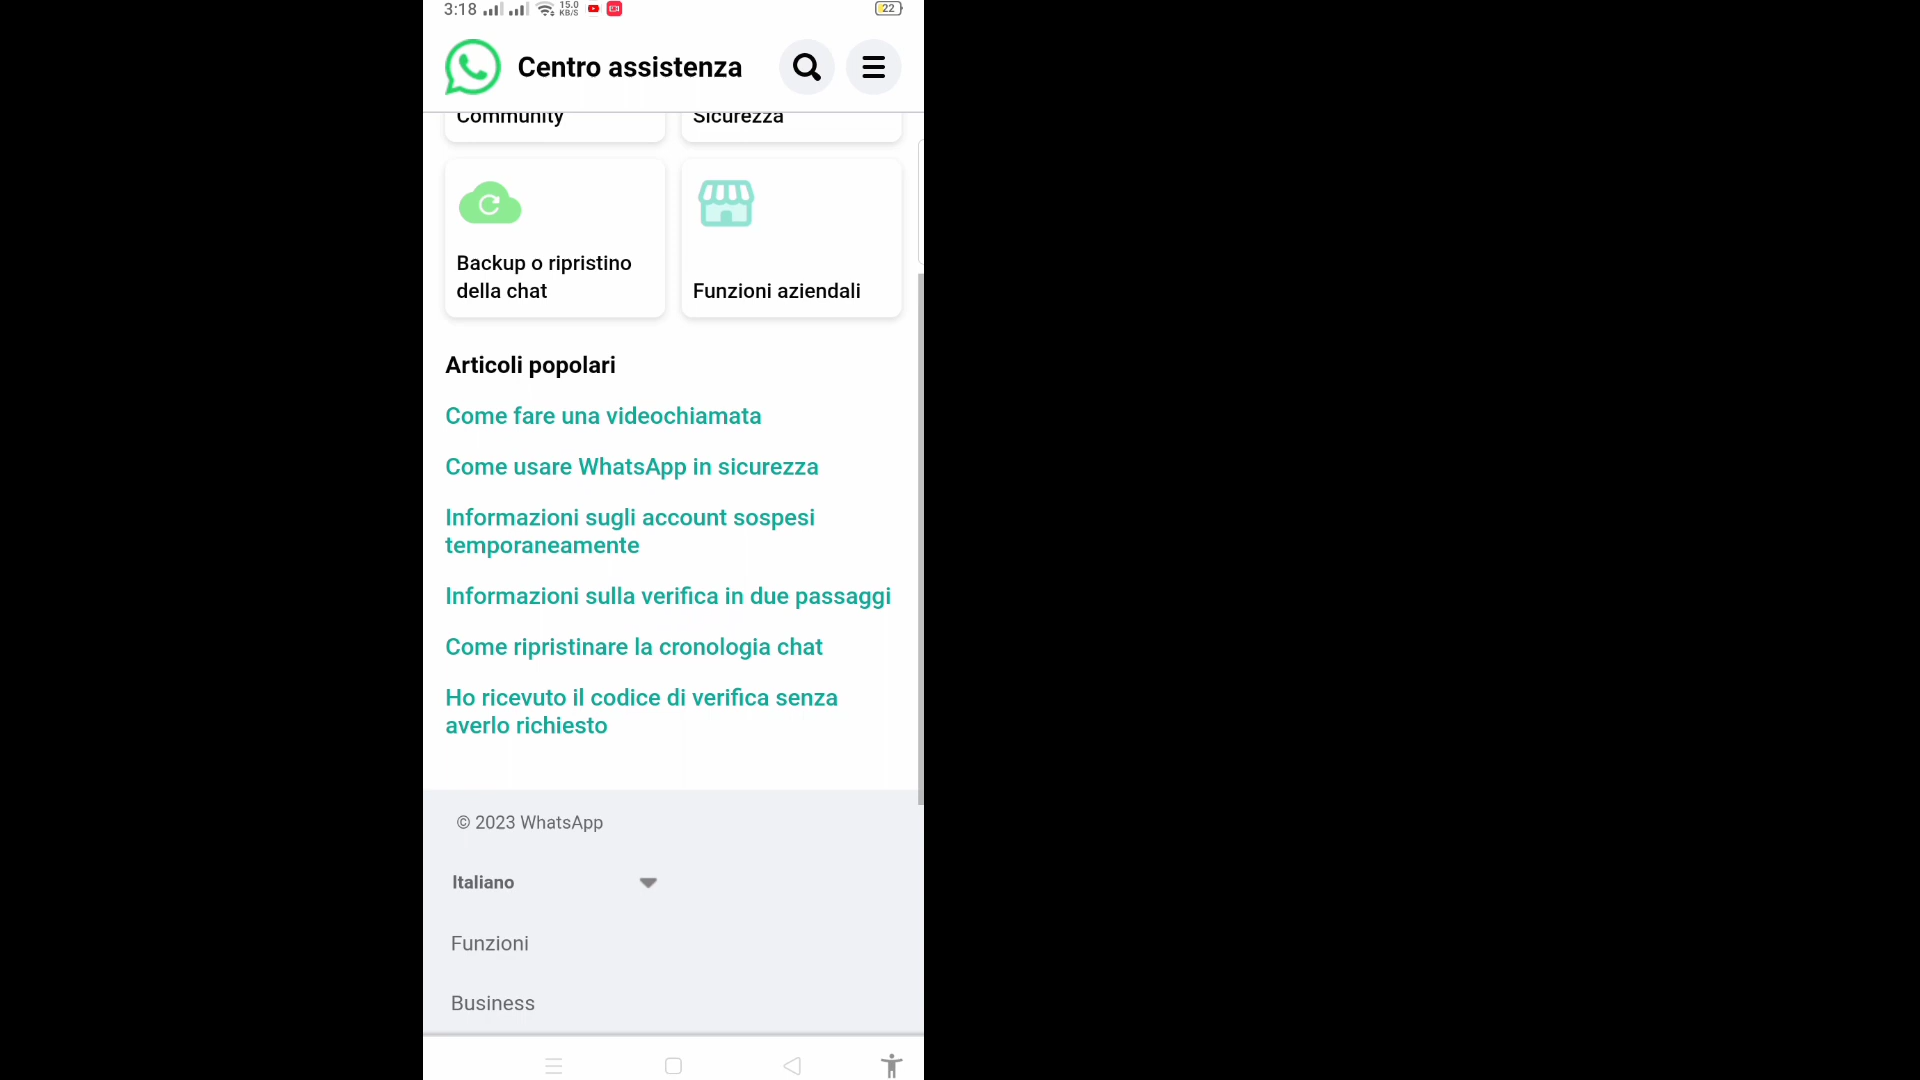 3:18 15.0 KB/S 22
Centro assistenza
Community
Sicurezza
Backup o ripristino
della chat
Funzioni aziendali
Articoli popolari
Come fare una videochiamata
Come usare WhatsApp in sicurezza
Informazioni sugli account sospesi
temporaneamente
Informazioni sulla verifica in due passaggi
Come ripristinare la cronologia chat
Ho ricevuto il codice di verifica senza
averlo richiesto
© 2023 WhatsApp
Italiano
Funzioni
Business